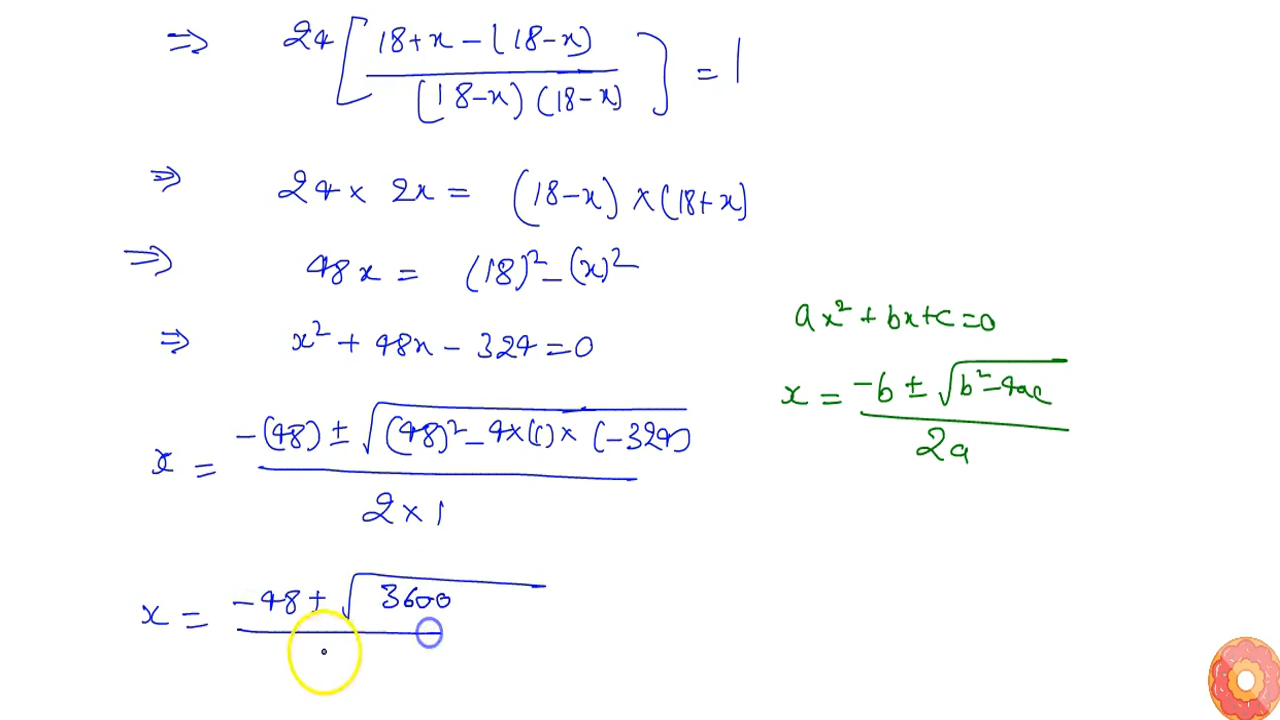 ⇒ 24 [ (18+x-(18-x)) / ((18-x)(18-x)) ] = 1
⇒ 24 × 2x = (18-x) × (18+x)
⇒ 48x = (18)² - (x)²
⇒ x² + 48x - 324 = 0
x = (-(48) ± √((48)² - 4×(1)×(-324))) / (2×1)
x = (-48 ± √3600) /
ax² + bx + c = 0
x = (-b ± √(b² - 4ac)) / 2a